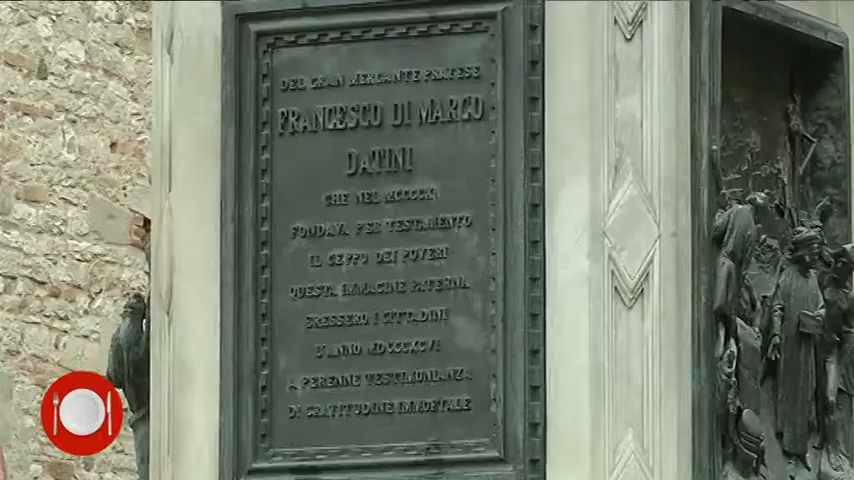 DEL GRAN MERCANTE PRATESE
FRANCESCO DI MARCO
DATINI
CHE NEL MCCCCX
FONDAVA PER TESTAMENTO
IL CEPPO DEI POVERI
QUESTA IMMAGINE PATERNA
ERESSERO I CITTADINI
L'ANNO MDCCCXCVI
A PERENNE TESTIMONIANZA
DI GRATITUDINE IMMORTALE